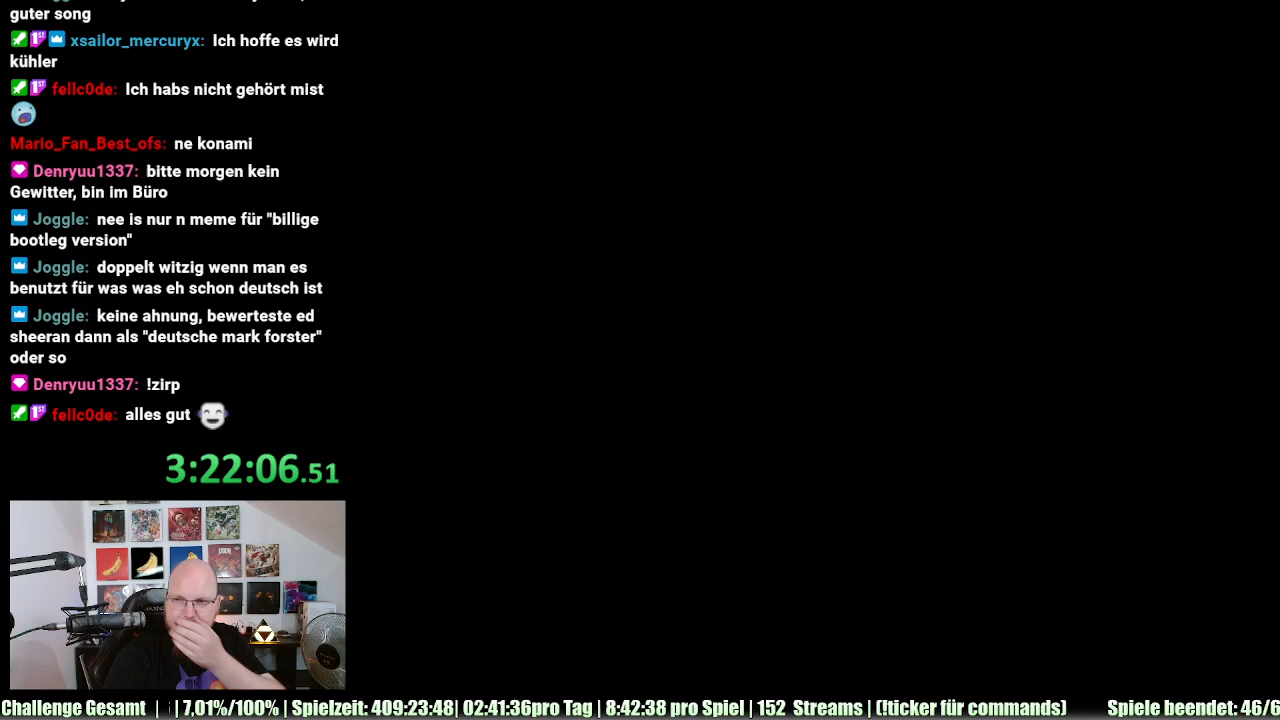 guter song
xsailor_mercuryx: Ich hoffe es wird
kühler
fellc0de: Ich habs nicht gehört mist
Mario_Fan_Best_ofs: ne konami
Denryuu1337: bitte morgen kein
Gewitter, bin im Büro
Joggle: nee is nur n meme für "billige
bootleg version"
Joggle: doppelt witzig wenn man es
benutzt für was was eh schon deutsch ist
Joggle: keine ahnung, bewerteste ed
sheeran dann als "deutsche mark forster"
oder so
Denryuu1337: !zirp
fellc0de: alles gut
3:22:06.51
Challenge Gesamt | | 7,01%/100% | Spielzeit: 409:23:48| 02:41:36pro Tag | 8:42:38 pro Spiel | 152 Streams | (!ticker für commands) Spiele beendet: 46/6